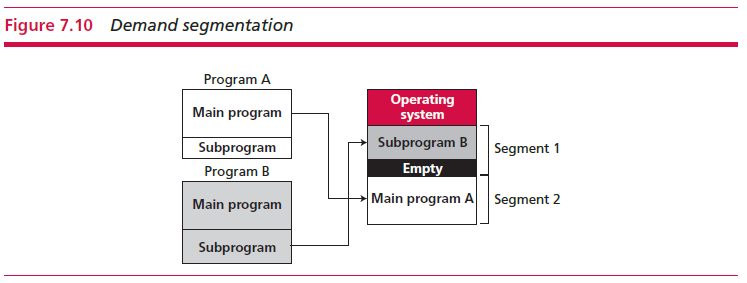 Figure 7.10 Demand segmentation
Program A
Main program
Subprogram
Program B
Main program
Subprogram
Operating
system
Subprogram B
Empty
Main program A
Segment 1
Segment 2